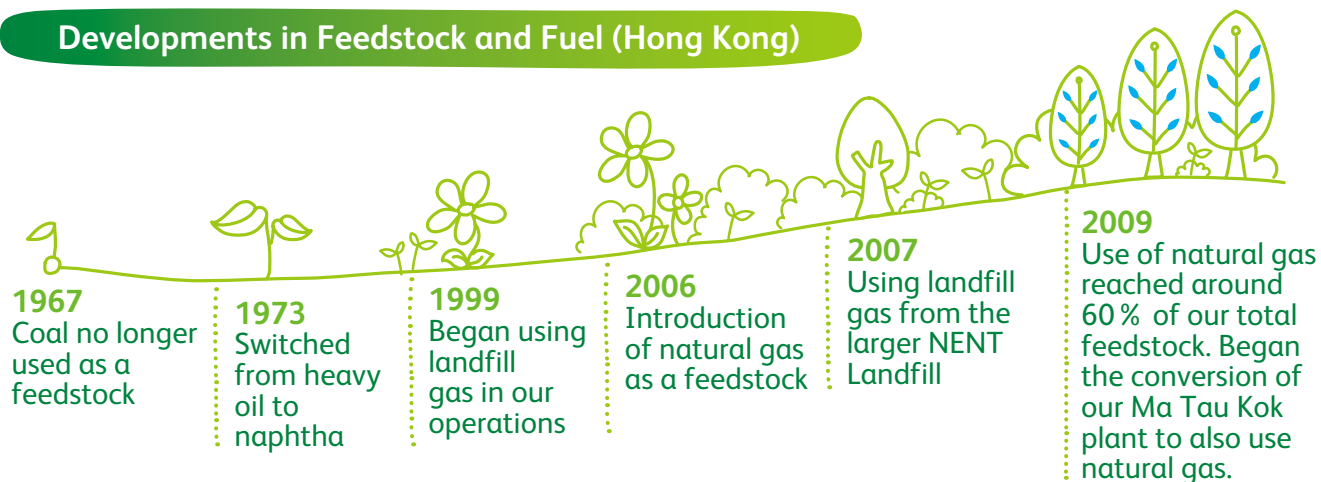 Developments in Feedstock and Fuel (Hong Kong)
1967
Coal no longer
used as a
feedstock
1973
Switched
from heavy
oil to
naphtha
1999
Began using
landfill
gas in our
operations
2006
Introduction
of natural gas
as a feedstock
2007
Using landfill
gas from the
larger NENT
Landfill
2009
Use of natural gas
reached around
60 % of our total
feedstock. Began
the conversion of
our Ma Tau Kok
plant to also use
natural gas.